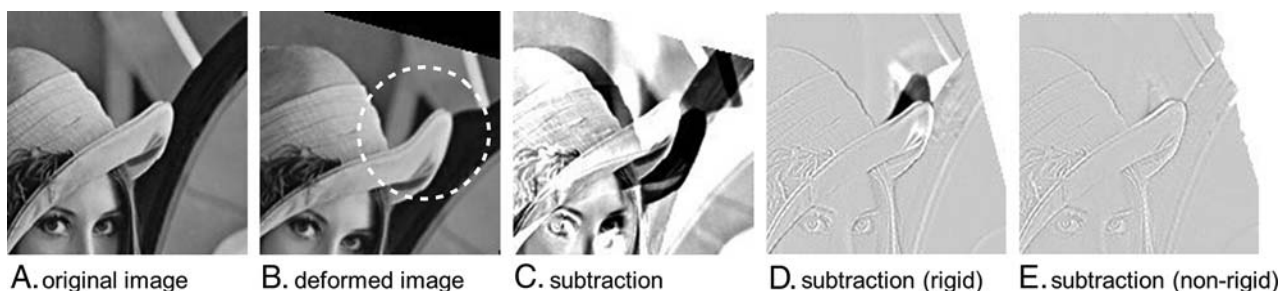 A. original image
B. deformed image
C. subtraction
D. subtraction (rigid)
E. subtraction (non-rigid)